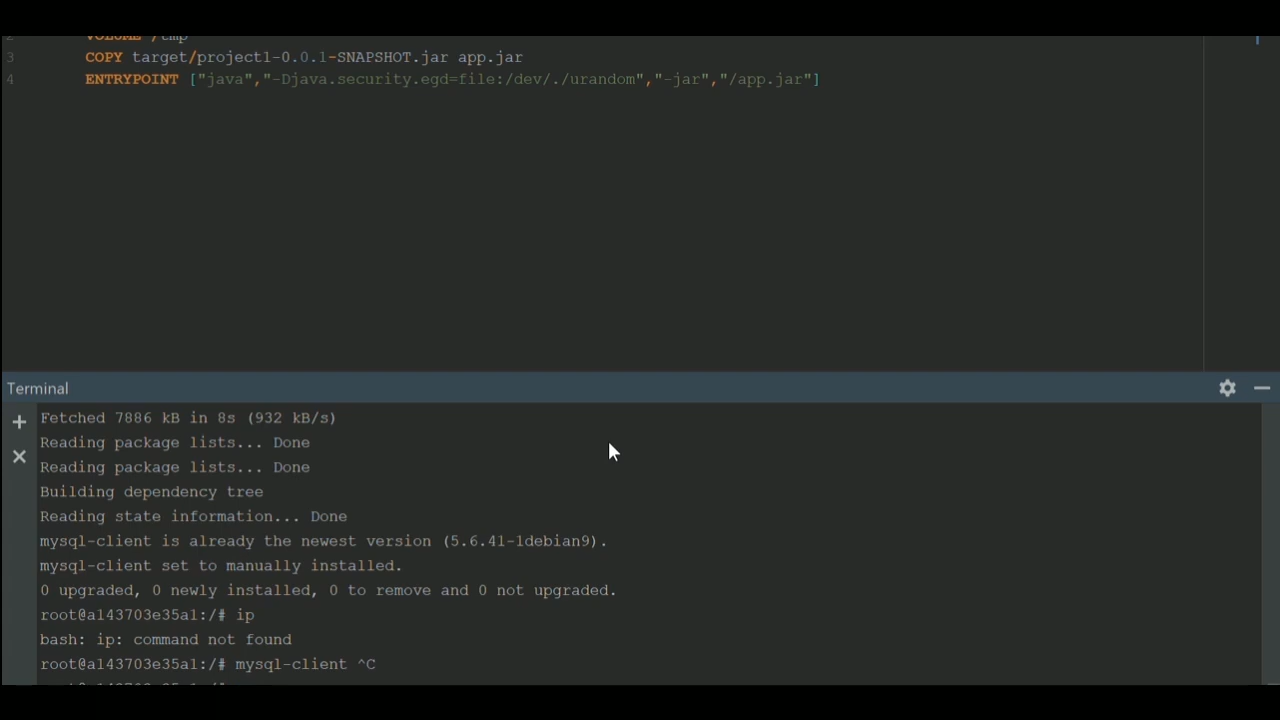 2 VOLUME /tmp
3 COPY target/project1-0.0.1-SNAPSHOT.jar app.jar
4 ENTRYPOINT ["java","-Djava.security.egd=file:/dev/./urandom","-jar","/app.jar"]
Terminal
Fetched 7886 kB in 8s (932 kB/s)
Reading package lists... Done
Reading package lists... Done
Building dependency tree
Reading state information... Done
mysql-client is already the newest version (5.6.41-1debian9).
mysql-client set to manually installed.
0 upgraded, 0 newly installed, 0 to remove and 0 not upgraded.
root@a143703e35a1:/# ip
bash: ip: command not found
root@a143703e35a1:/# mysql-client ^C